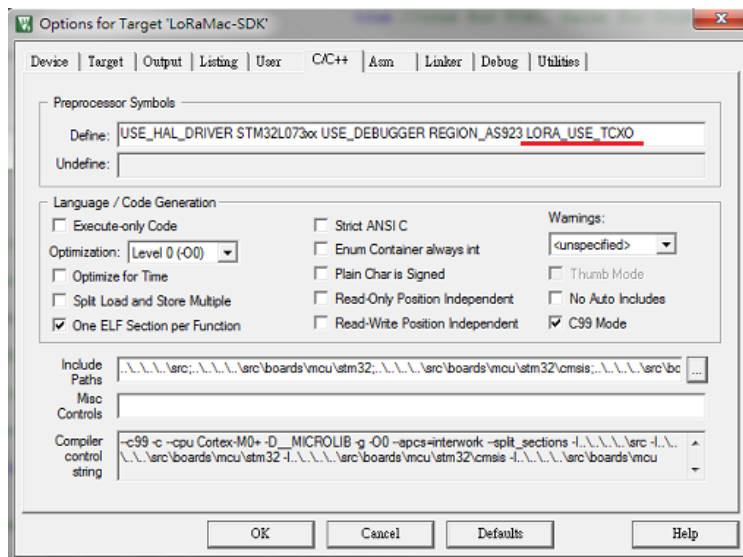 Options for Target 'LoRaMac-SDK'
Device | Target | Output | Listing | User | C/C++ | Asm | Linker | Debug | Utilities
Preprocessor Symbols
Define: USE_HAL_DRIVER STM32L073xx USE_DEBUGGER REGION_AS923 LORA_USE_TCXO
Undefine:
Language / Code Generation
Execute-only Code Strict ANSI C Warnings:
Optimization: Level 0 (-O0) Enum Container always int <unspecified>
Optimize for Time Plain Char is Signed Thumb Mode
Split Load and Store Multiple Read-Only Position Independent No Auto Includes
One ELF Section per Function Read-Write Position Independent C99 Mode
Include Paths ..\..\..\..\src;..\..\..\..\src\boards\mcu\stm32;..\..\..\..\src\boards\mcu\stm32\cmsis;..\..\..\..\src\bc ...
Misc Controls
Compiler control string --c99 -c --cpu Cortex-M0+ -D__MICROLIB -g -O0 --apcs=interwork --split_sections -I..\..\..\..\src -I..\..
\..\..\src\boards\mcu\stm32 -I..\..\..\..\src\boards\mcu\stm32\cmsis -I..\..\..\..\src\boards\mcu
OK Cancel Defaults Help